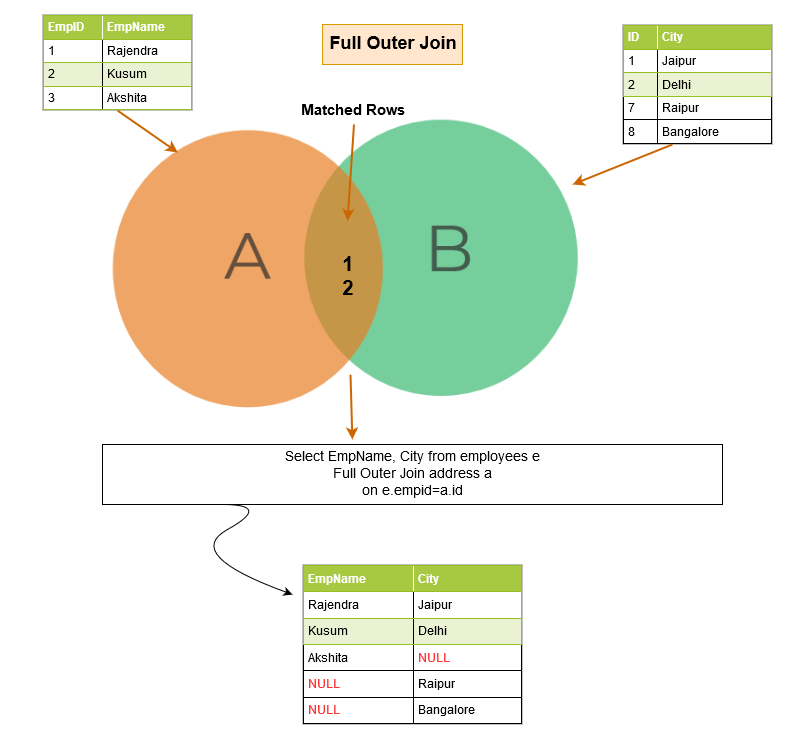 EmpID EmpName
1 Rajendra
2 Kusum
3 Akshita
Full Outer Join
ID City
1 Jaipur
2 Delhi
7 Raipur
8 Bangalore
Matched Rows
A
B
1
2
Select EmpName, City from employees e
Full Outer Join address a
on e.empid=a.id
EmpName City
Rajendra Jaipur
Kusum Delhi
Akshita NULL
NULL Raipur
NULL Bangalore